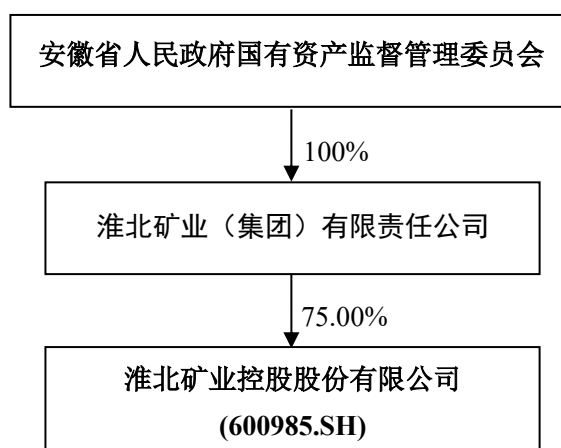 安徽省人民政府国有资产监督管理委员会
100%
淮北矿业（集团）有限责任公司
75.00%
淮北矿业控股股份有限公司
(600985.SH)